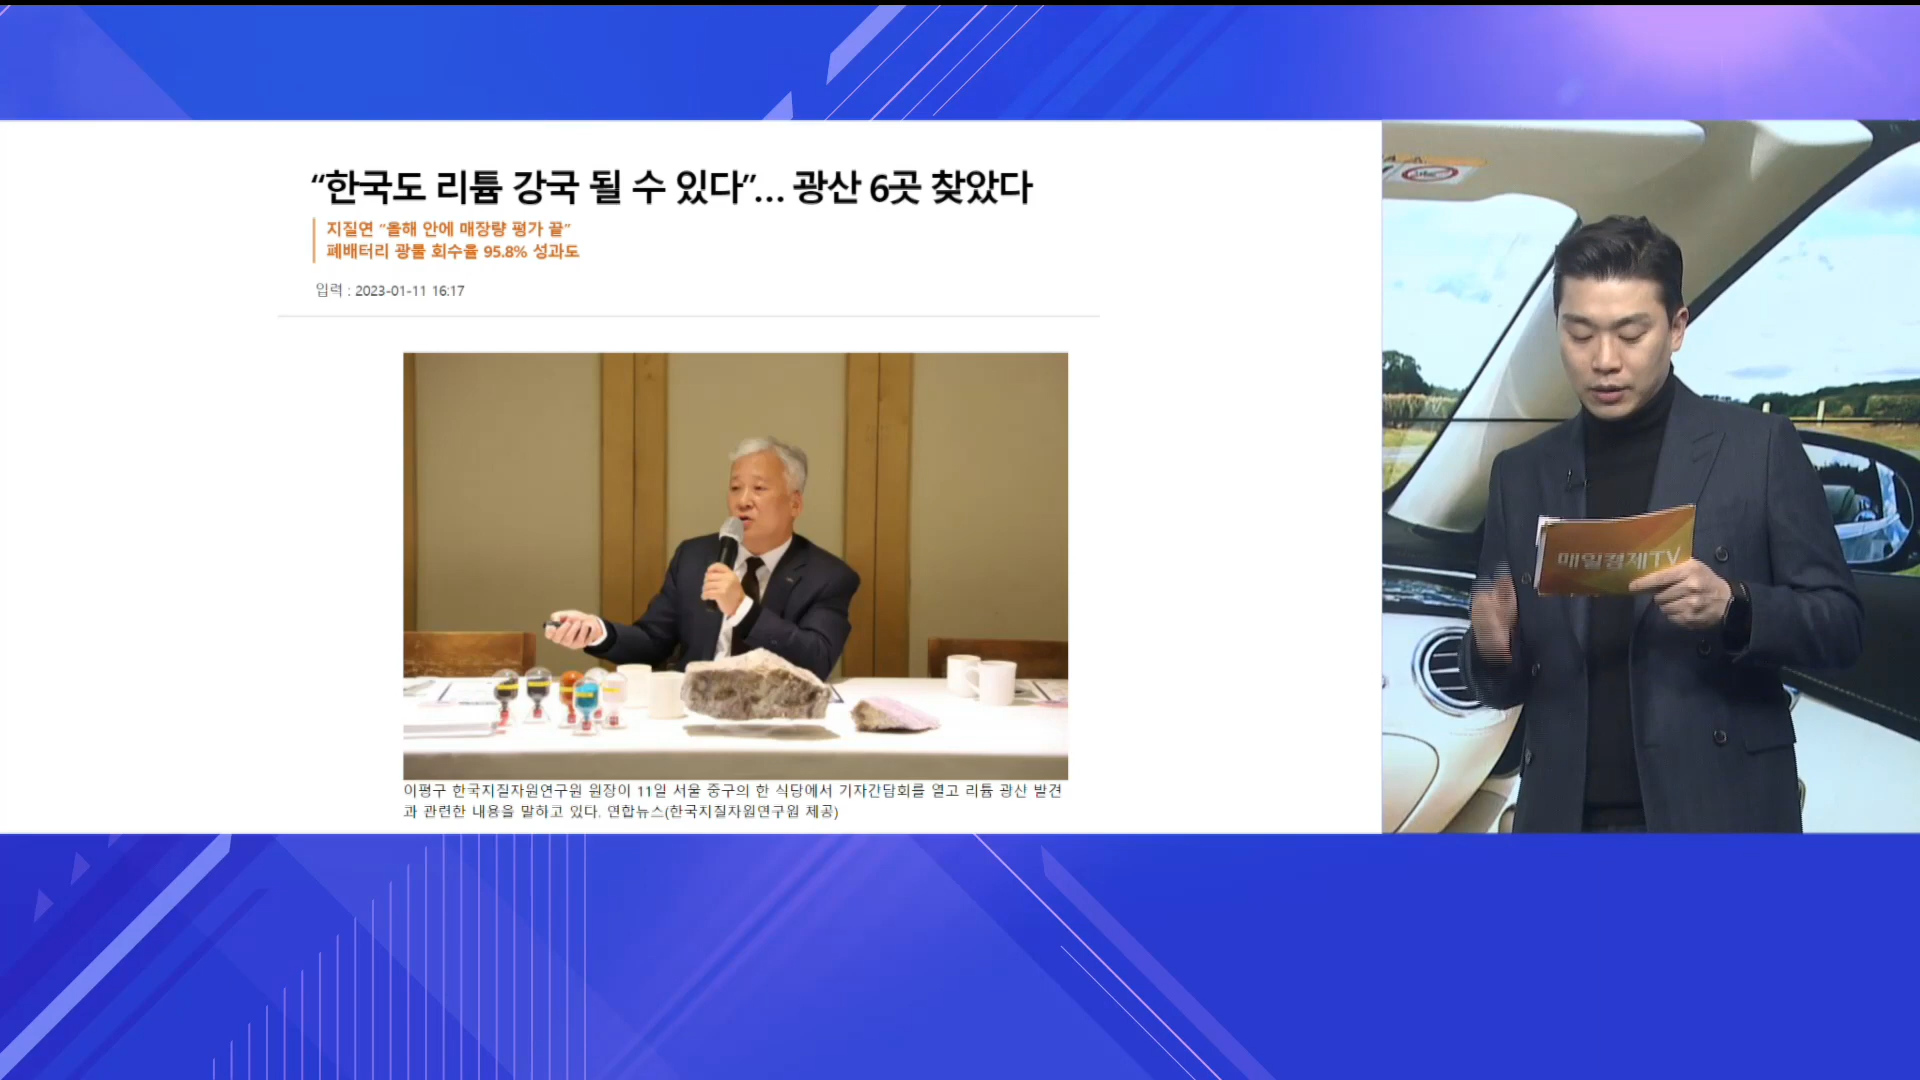 “한국도 리튬 강국 될 수 있다”... 광산 6곳 찾았다
지질연 “올해 안에 매장량 평가 끝”
폐배터리 광물 회수율 95.8% 성과도
입력 : 2023-01-11 16:17
이평구 한국지질자원연구원 원장이 11일 서울 중구의 한 식당에서 기자간담회를 열고 리튬 광산 발견
과 관련한 내용을 말하고 있다. 연합뉴스(한국지질자원연구원 제공)
매일경제TV